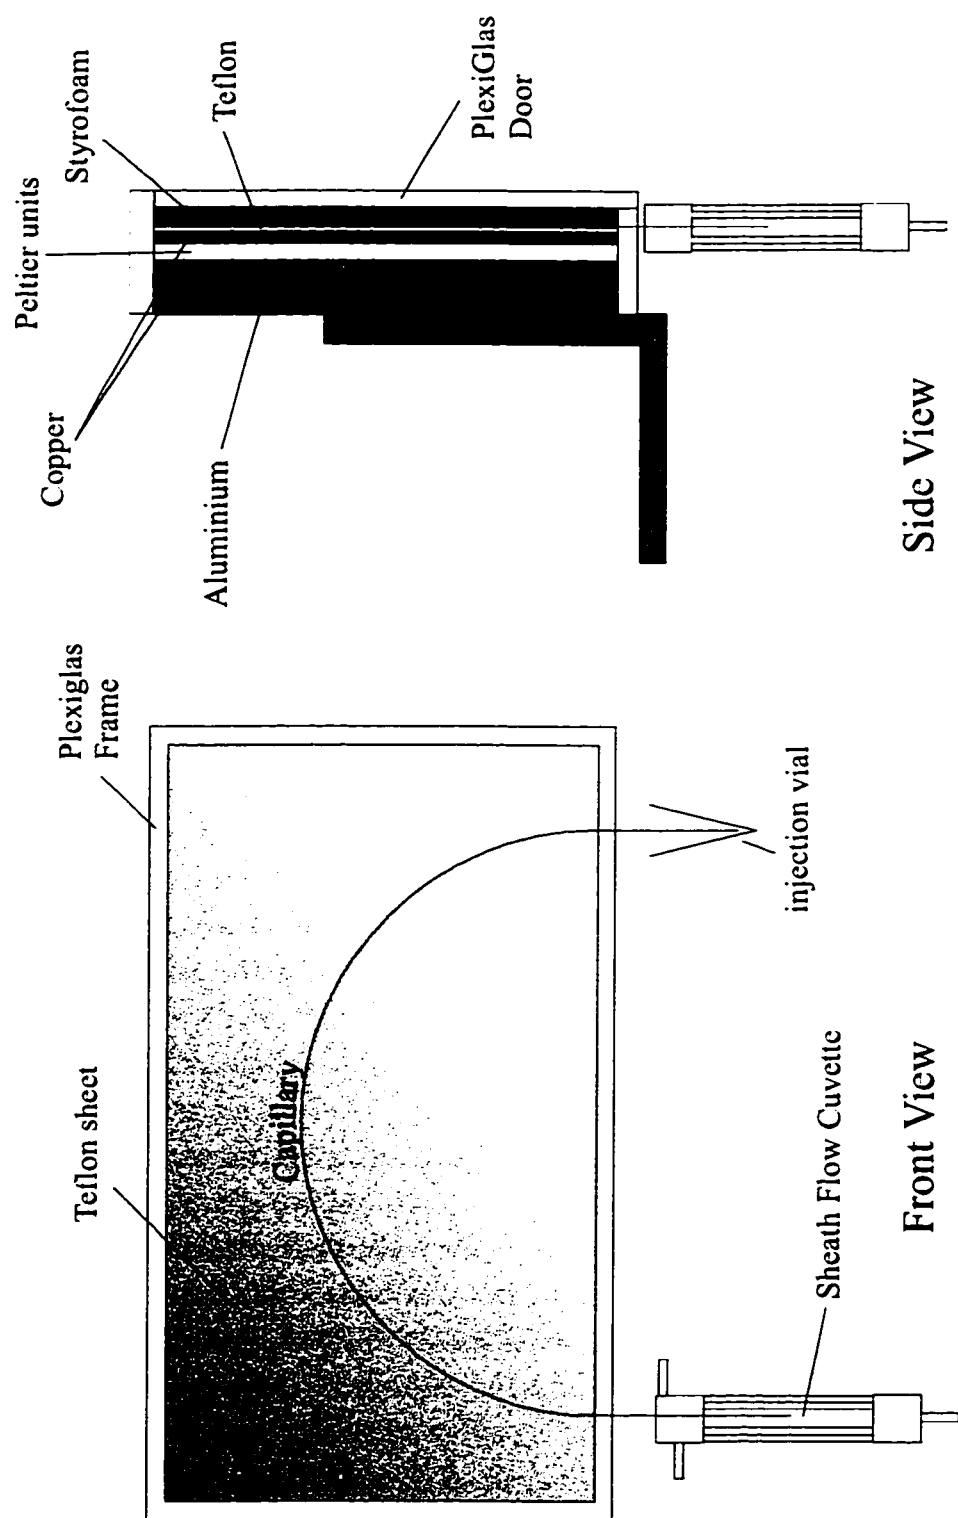 Plexiglas
Frame
Teflon sheet
Capillary
injection vial
Sheath Flow Cuvette
Front View
Peltier units
Styrofoam
Copper
Teflon
Aluminium
PlexiGlas
Door
Side View